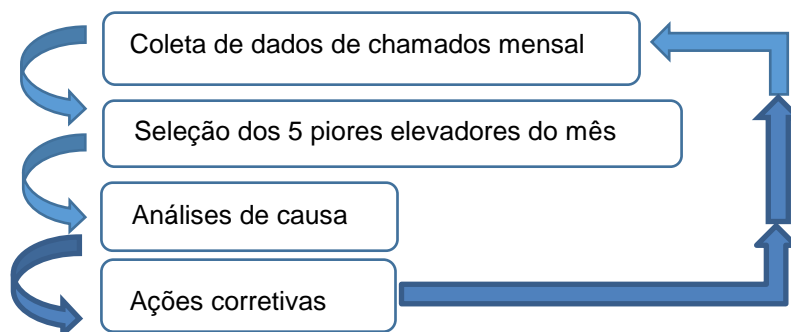 Coleta de dados de chamados mensal
Seleção dos 5 piores elevadores do mês
Análises de causa
Ações corretivas